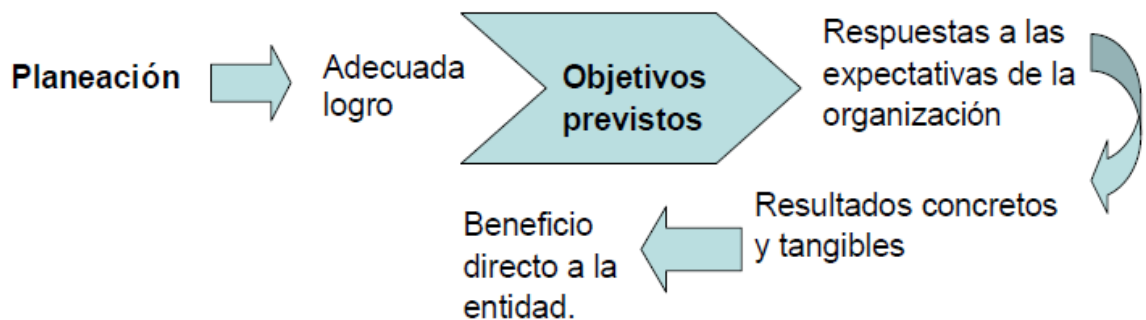 Planeación
Adecuada
logro
Objetivos
previstos
Respuestas a las
expectativas de la
organización
Resultados concretos
y tangibles
Beneficio
directo a la
entidad.